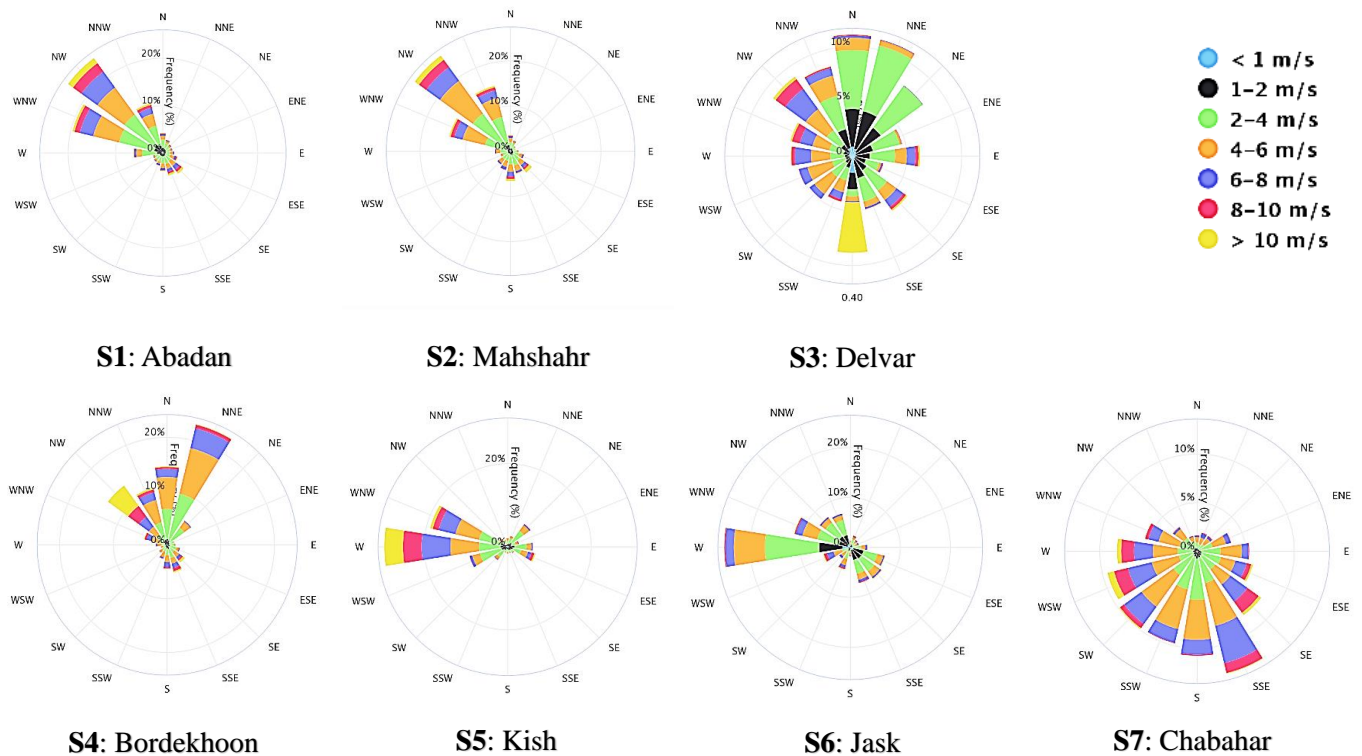 N
NNE
NE
ENE
E
ESE
SE
SSE
S
SSW
SW
WSW
W
WNW
NW
NNW
20%
10%
0%
Frequency (%)
S1: Abadan
N
NNE
NE
ENE
E
ESE
SE
SSE
S
SSW
SW
WSW
W
WNW
NW
NNW
20%
10%
0%
Frequency (%)
S2: Mahshahr
N
NNE
NE
ENE
E
ESE
SE
SSE
0.40
SSW
SW
WSW
W
WNW
NW
NNW
10%
5%
0%
S3: Delvar
< 1 m/s
1–2 m/s
2–4 m/s
4–6 m/s
6–8 m/s
8–10 m/s
> 10 m/s
N
NNE
NE
ENE
E
ESE
SE
SSE
S
SSW
SW
WSW
W
WNW
NW
NNW
20%
10%
0%
S4: Bordekhoon
N
NNE
NE
ENE
E
ESE
SE
SSE
S
SSW
SW
WSW
W
WNW
NW
NNW
20%
0%
Frequency (%)
S5: Kish
N
NNE
NE
ENE
E
ESE
SE
SSE
S
SSW
SW
WSW
W
WNW
NW
NNW
20%
10%
0%
Frequency (%)
S6: Jask
N
NNE
NE
ENE
E
ESE
SE
SSE
S
SSW
SW
WSW
W
WNW
NW
NNW
10%
5%
0%
Frequency (%)
S7: Chabahar